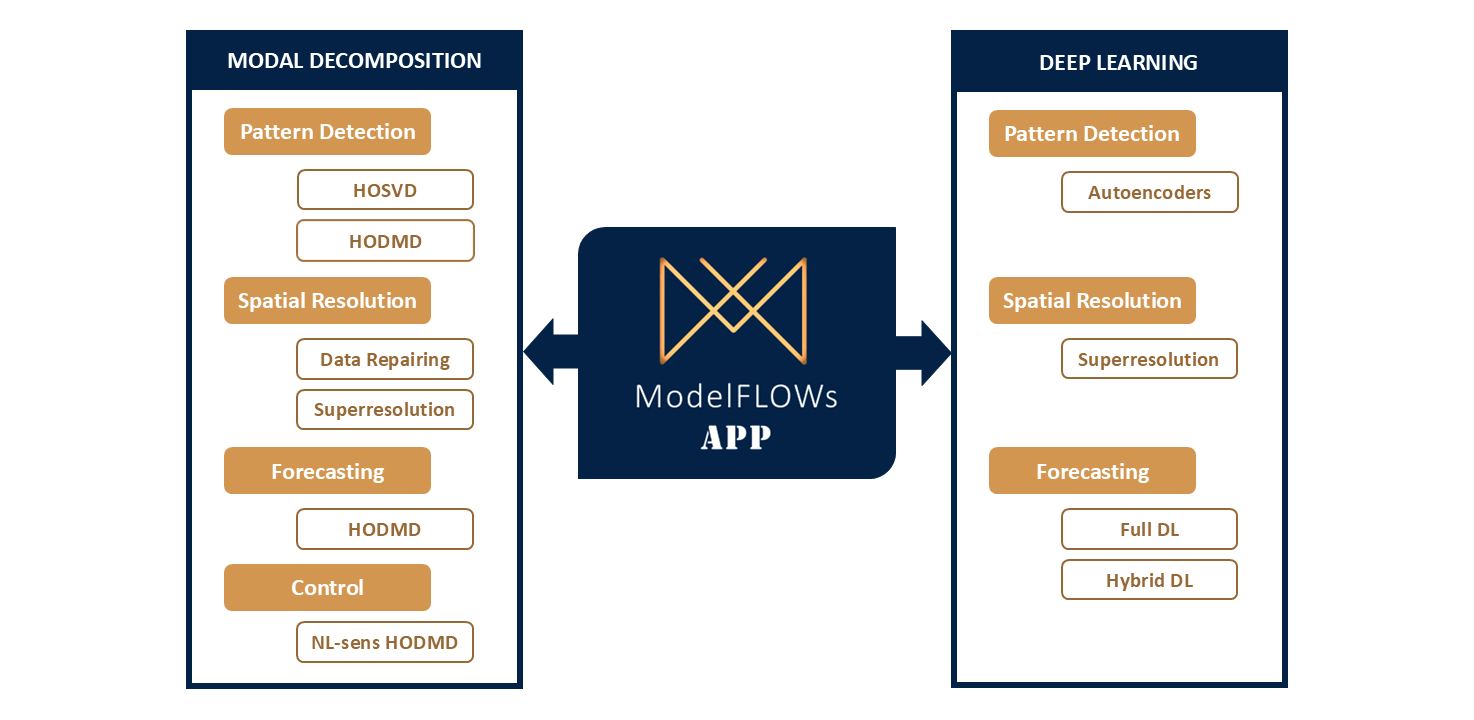 MODAL DECOMPOSITION
Pattern Detection
HOSVD
HODMD
Spatial Resolution
Data Repairing
Superresolution
Forecasting
HODMD
Control
NL-sens HODMD
ModelFLOWs
APP
DEEP LEARNING
Pattern Detection
Autoencoders
Spatial Resolution
Superresolution
Forecasting
Full DL
Hybrid DL